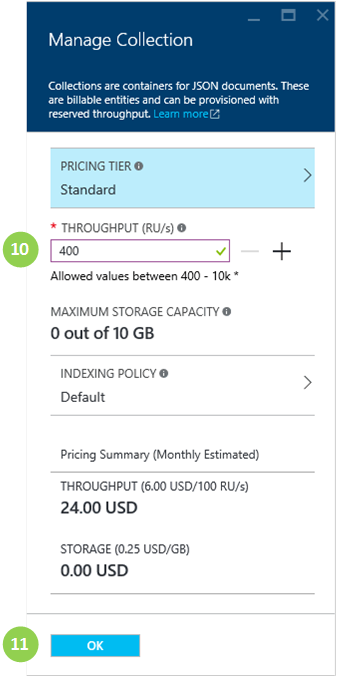 Manage Collection
Collections are containers for JSON documents. These
are billable entities and can be provisioned with
reserved throughput. Learn more
PRICING TIER
Standard
* THROUGHPUT (RU/s)
10
400
Allowed values between 400 - 10k *
MAXIMUM STORAGE CAPACITY
0 out of 10 GB
INDEXING POLICY
Default
Pricing Summary (Monthly Estimated)
THROUGHPUT (6.00 USD/100 RU/s)
24.00 USD
STORAGE (0.25 USD/GB)
0.00 USD
11
OK